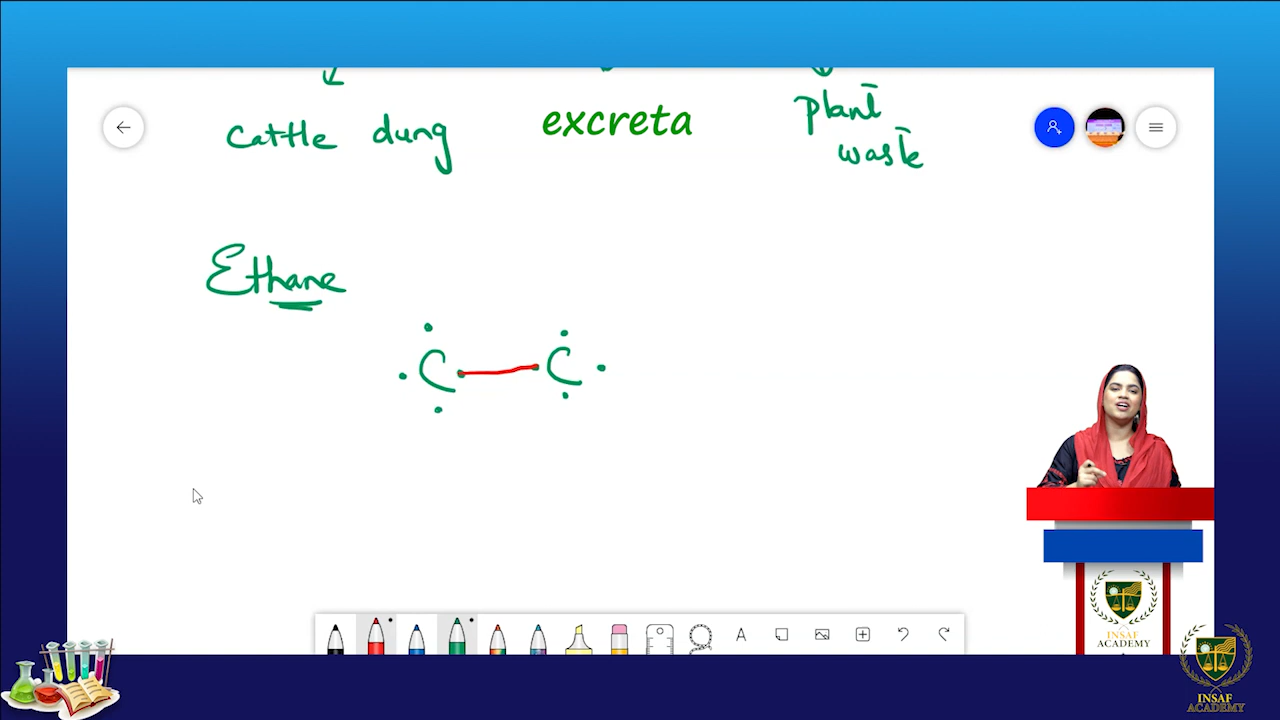 cattle dung
excreta
plant
waste
Ethane
C C
A
INSAF
ACADEMY
INSAF
ACADEMY